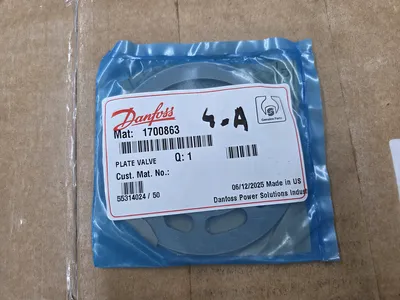 Danfoss
4-A
Mat: 1700863
PLATE VALVE Q: 1
Cust. Mat. No.:
55314024 / 50
06/12/2025 Made in US
Danfoss Power Solutions Indust